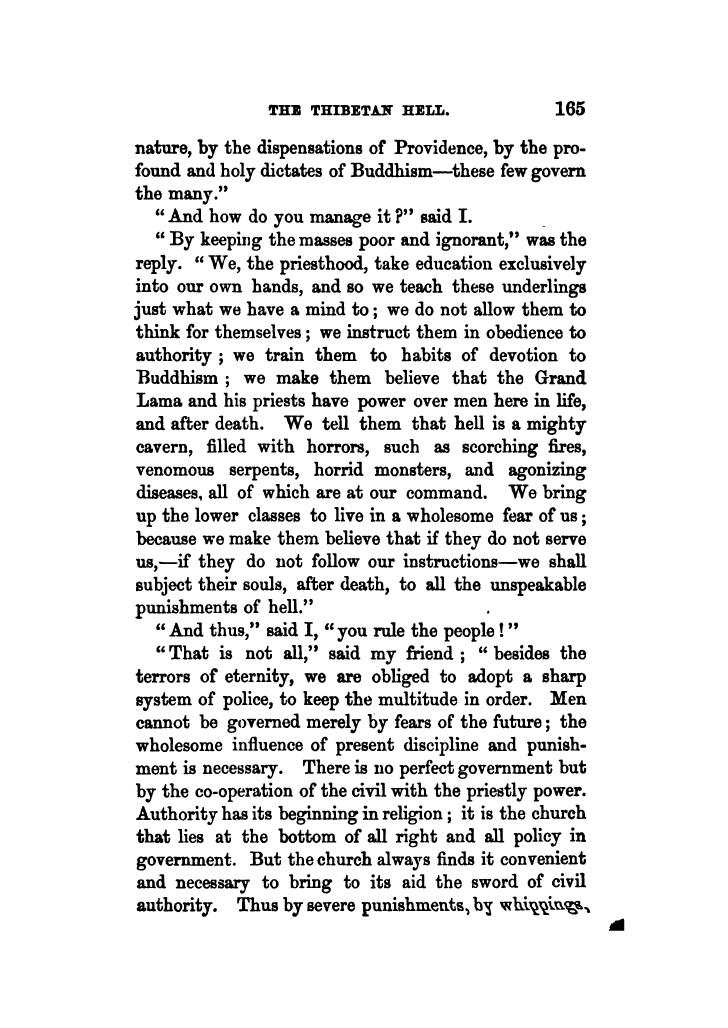 THE THIBETAN HELL. 165
nature, by the dispensations of Providence, by the pro-
found and holy dictates of Buddhism—these few govern
the many."
"And how do you manage it?" said I.
"By keeping the masses poor and ignorant," was the
reply. "We, the priesthood, take education exclusively
into our own hands, and so we teach these underlings
just what we have a mind to; we do not allow them to
think for themselves; we instruct them in obedience to
authority; we train them to habits of devotion to
Buddhism; we make them believe that the Grand
Lama and his priests have power over men here in life,
and after death. We tell them that hell is a mighty
cavern, filled with horrors, such as scorching fires,
venomous serpents, horrid monsters, and agonizing
diseases, all of which are at our command. We bring
up the lower classes to live in a wholesome fear of us;
because we make them believe that if they do not serve
us,—if they do not follow our instructions—we shall
subject their souls, after death, to all the unspeakable
punishments of hell."
"And thus," said I, "you rule the people!"
"That is not all," said my friend; "besides the
terrors of eternity, we are obliged to adopt a sharp
system of police, to keep the multitude in order. Men
cannot be governed merely by fears of the future; the
wholesome influence of present discipline and punish-
ment is necessary. There is no perfect government but
by the co-operation of the civil with the priestly power.
Authority has its beginning in religion; it is the church
that lies at the bottom of all right and all policy in
government. But the church always finds it convenient
and necessary to bring to its aid the sword of civil
authority. Thus by severe punishments, by whippings,